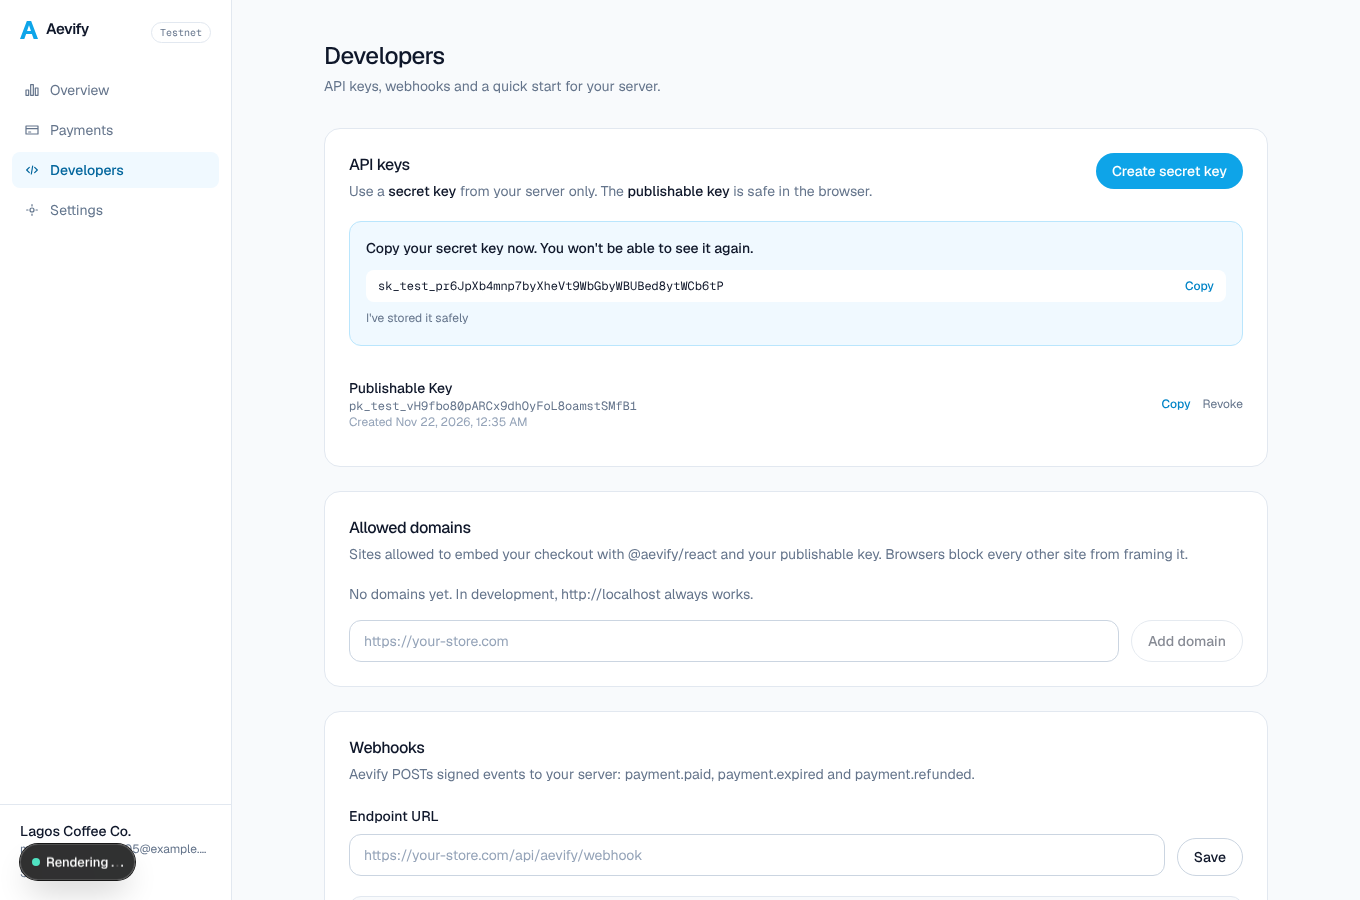 Aevify
Testnet
Overview
Payments
Developers
Settings
Developers
API keys, webhooks and a quick start for your server.
API keys
Use a secret key from your server only. The publishable key is safe in the browser.
Create secret key
Copy your secret key now. You won't be able to see it again.
sk_test_pr6JpXb4mnp7byXheVt9WbGbyWBUBed8ytWCb6tP
Copy
I've stored it safely
Publishable Key
pk_test_vH9fbo80pARCx9dhOyFoL8oamstSMfB1
Created Nov 22, 2026, 12:35 AM
Copy
Revoke
Allowed domains
Sites allowed to embed your checkout with @aevify/react and your publishable key. Browsers block every other site from framing it.
No domains yet. In development, http://localhost always works.
https://your-store.com
Add domain
Webhooks
Aevify POSTs signed events to your server: payment.paid, payment.expired and payment.refunded.
Endpoint URL
https://your-store.com/api/aevify/webhook
Save
Lagos Coffee Co.
5@example....
Rendering...